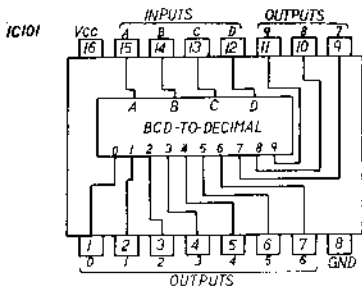 IC101
INPUTS OUTPUTS
VCC A B C D 9 8 7
16 15 14 13 12 11 10 9
A B C D
BCD-TO-DECIMAL
0 1 2 3 4 5 6 7 8 9
1 2 3 4 5 6 7 8
0 1 2 3 4 5 6 GND
OUTPUTS